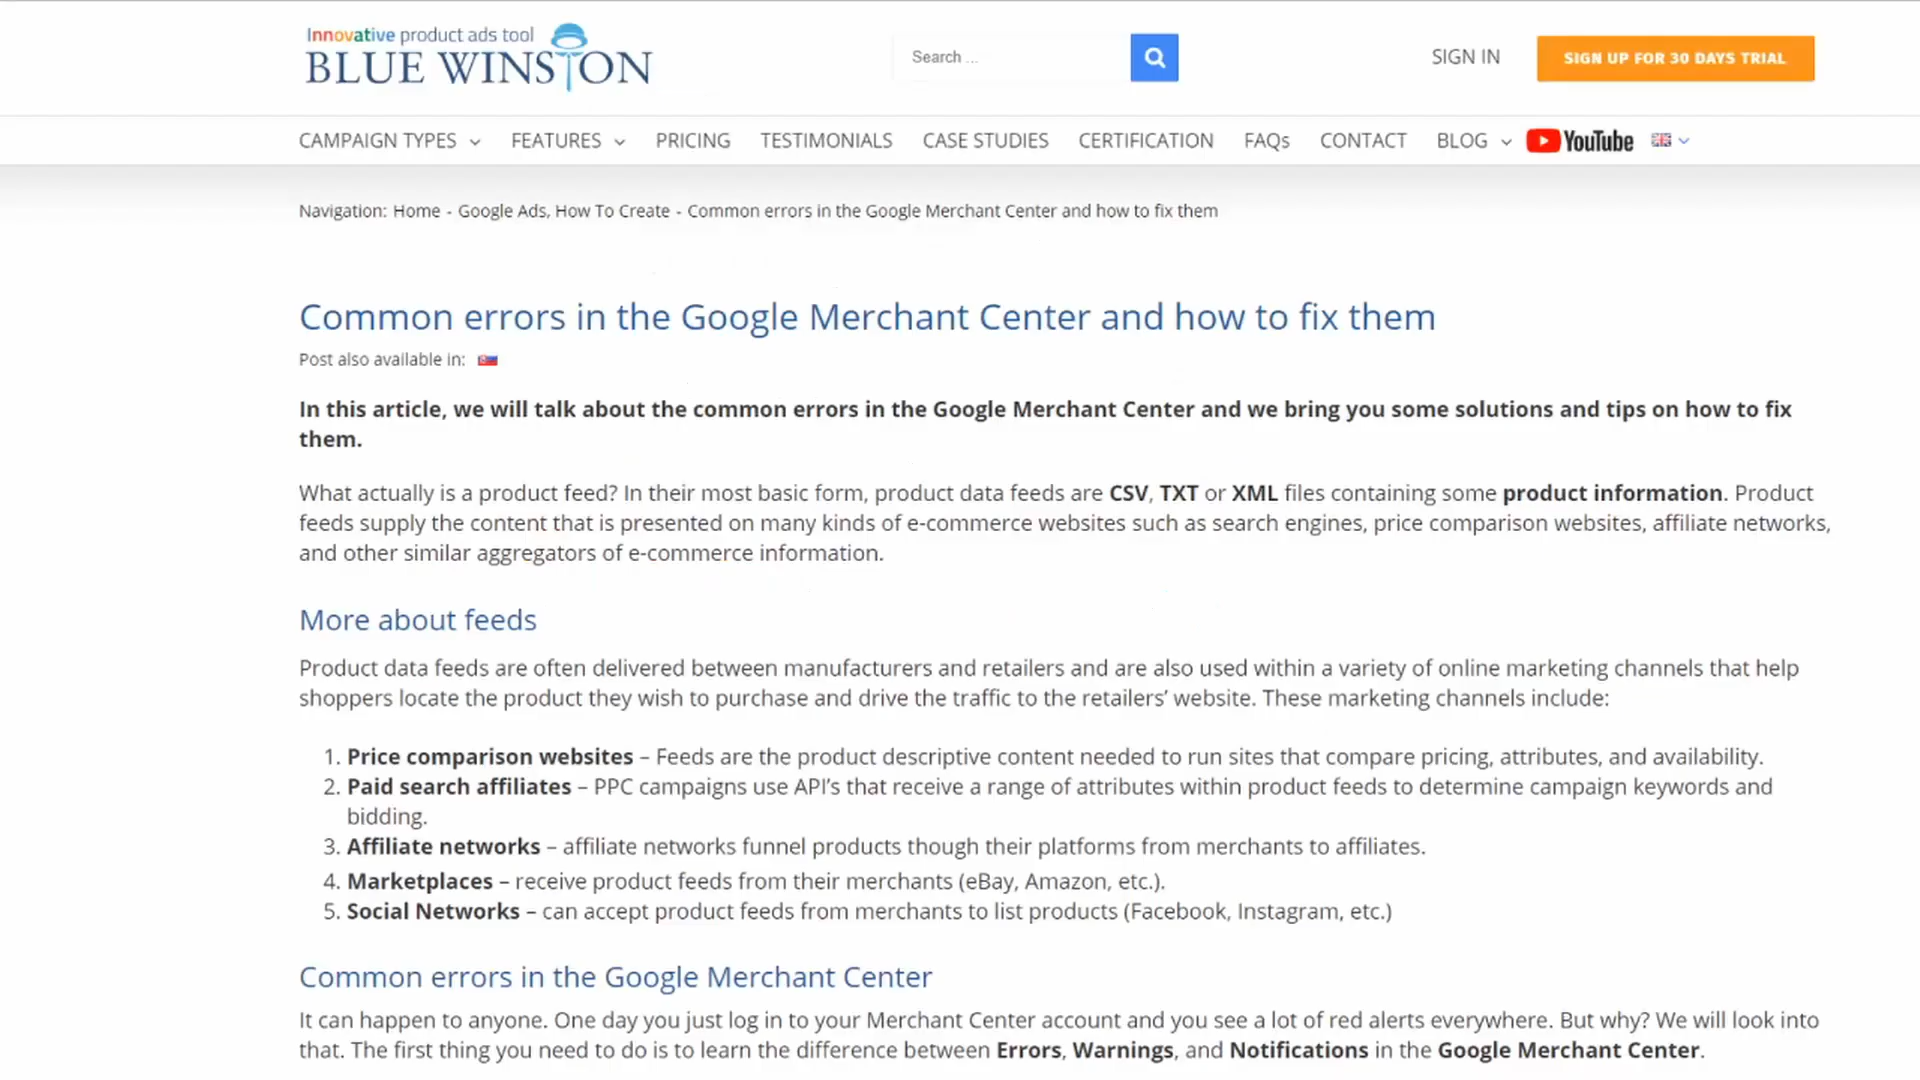 Innovative product ads tool
BLUE WINSTON
Search ...
SIGN IN
SIGN UP FOR 30 DAYS TRIAL
CAMPAIGN TYPES
FEATURES
PRICING
TESTIMONIALS
CASE STUDIES
CERTIFICATION
FAQs
CONTACT
BLOG
YouTube
Navigation: Home - Google Ads, How To Create - Common errors in the Google Merchant Center and how to fix them
Common errors in the Google Merchant Center and how to fix them
Post also available in:
In this article, we will talk about the common errors in the Google Merchant Center and we bring you some solutions and tips on how to fix
them.
What actually is a product feed? In their most basic form, product data feeds are CSV, TXT or XML files containing some product information. Product
feeds supply the content that is presented on many kinds of e-commerce websites such as search engines, price comparison websites, affiliate networks,
and other similar aggregators of e-commerce information.
More about feeds
Product data feeds are often delivered between manufacturers and retailers and are also used within a variety of online marketing channels that help
shoppers locate the product they wish to purchase and drive the traffic to the retailers’ website. These marketing channels include:
1. Price comparison websites – Feeds are the product descriptive content needed to run sites that compare pricing, attributes, and availability.
2. Paid search affiliates – PPC campaigns use API’s that receive a range of attributes within product feeds to determine campaign keywords and
bidding.
3. Affiliate networks – affiliate networks funnel products though their platforms from merchants to affiliates.
4. Marketplaces – receive product feeds from their merchants (eBay, Amazon, etc.).
5. Social Networks – can accept product feeds from merchants to list products (Facebook, Instagram, etc.)
Common errors in the Google Merchant Center
It can happen to anyone. One day you just log in to your Merchant Center account and you see a lot of red alerts everywhere. But why? We will look into
that. The first thing you need to do is to learn the difference between Errors, Warnings, and Notifications in the Google Merchant Center.